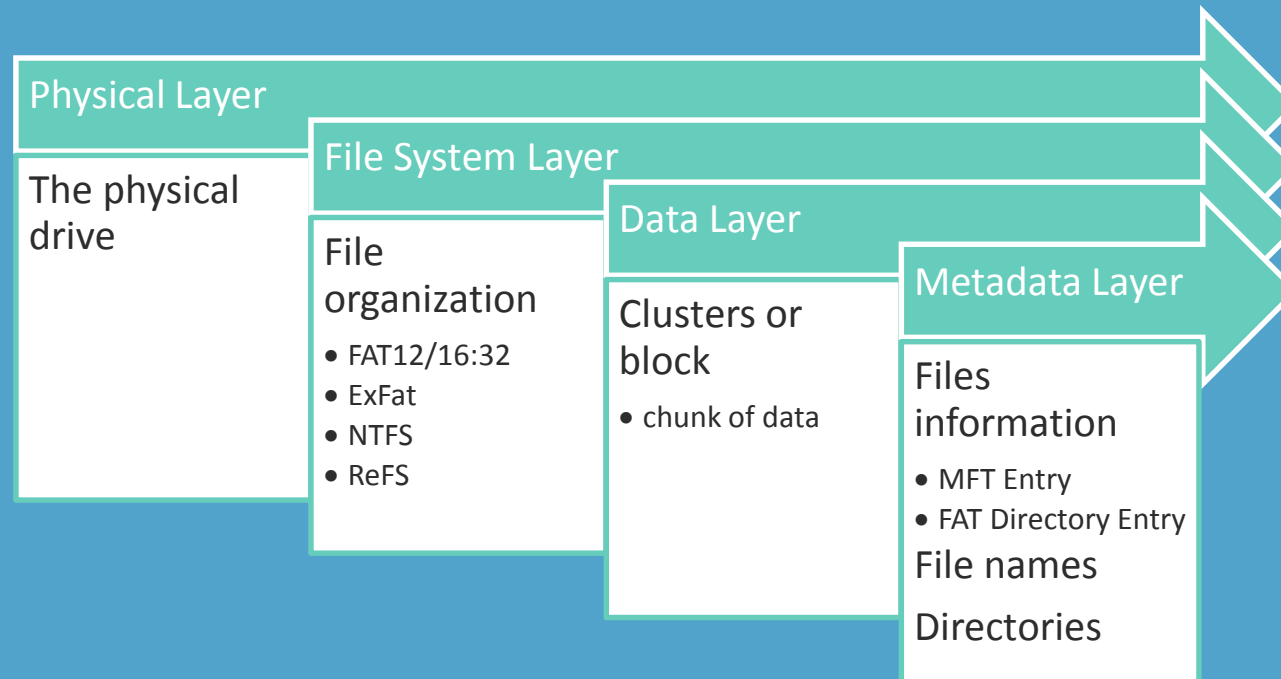 Physical Layer
The physical
drive
File System Layer
File
organization
• FAT12/16:32
• ExFat
• NTFS
• ReFS
Data Layer
Clusters or
block
• chunk of data
Metadata Layer
Files
information
• MFT Entry
• FAT Directory Entry
File names
Directories